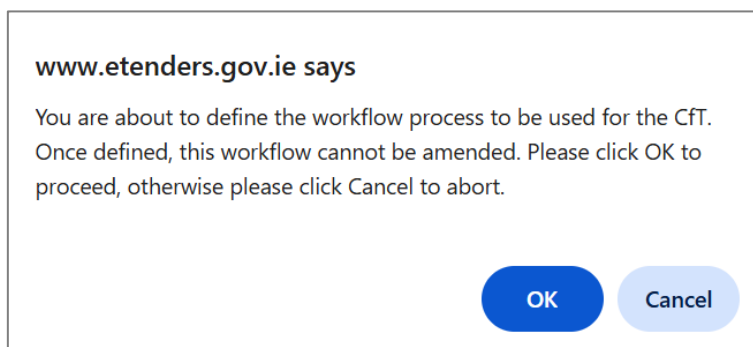 www.etenders.gov.ie says
You are about to define the workflow process to be used for the CfT.
Once defined, this workflow cannot be amended. Please click OK to
proceed, otherwise please click Cancel to abort.
OK
Cancel